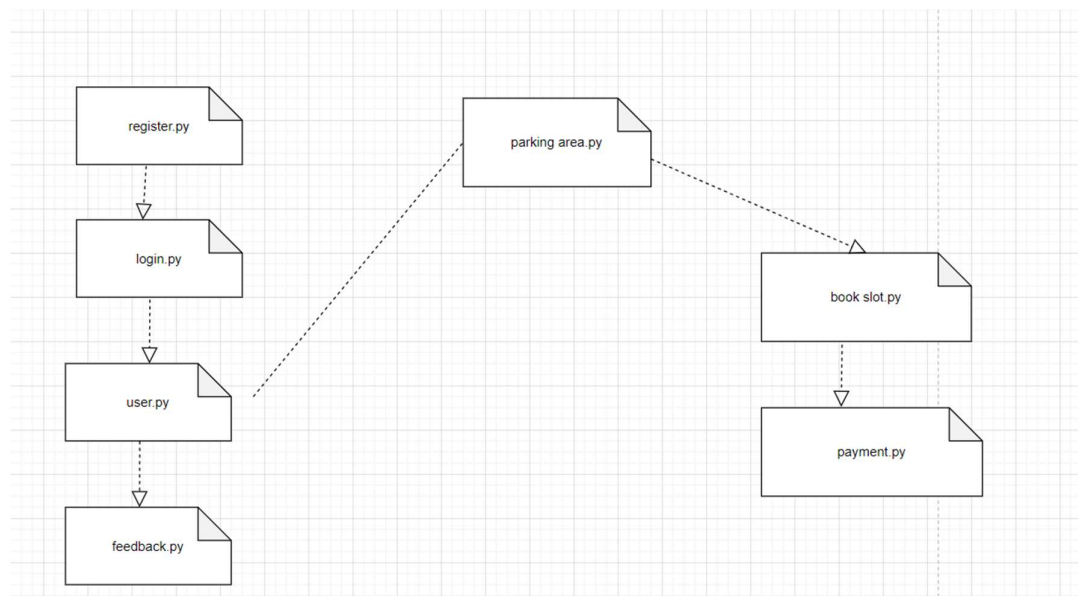 register.py
login.py
user.py
feedback.py
parking area.py
book slot.py
payment.py